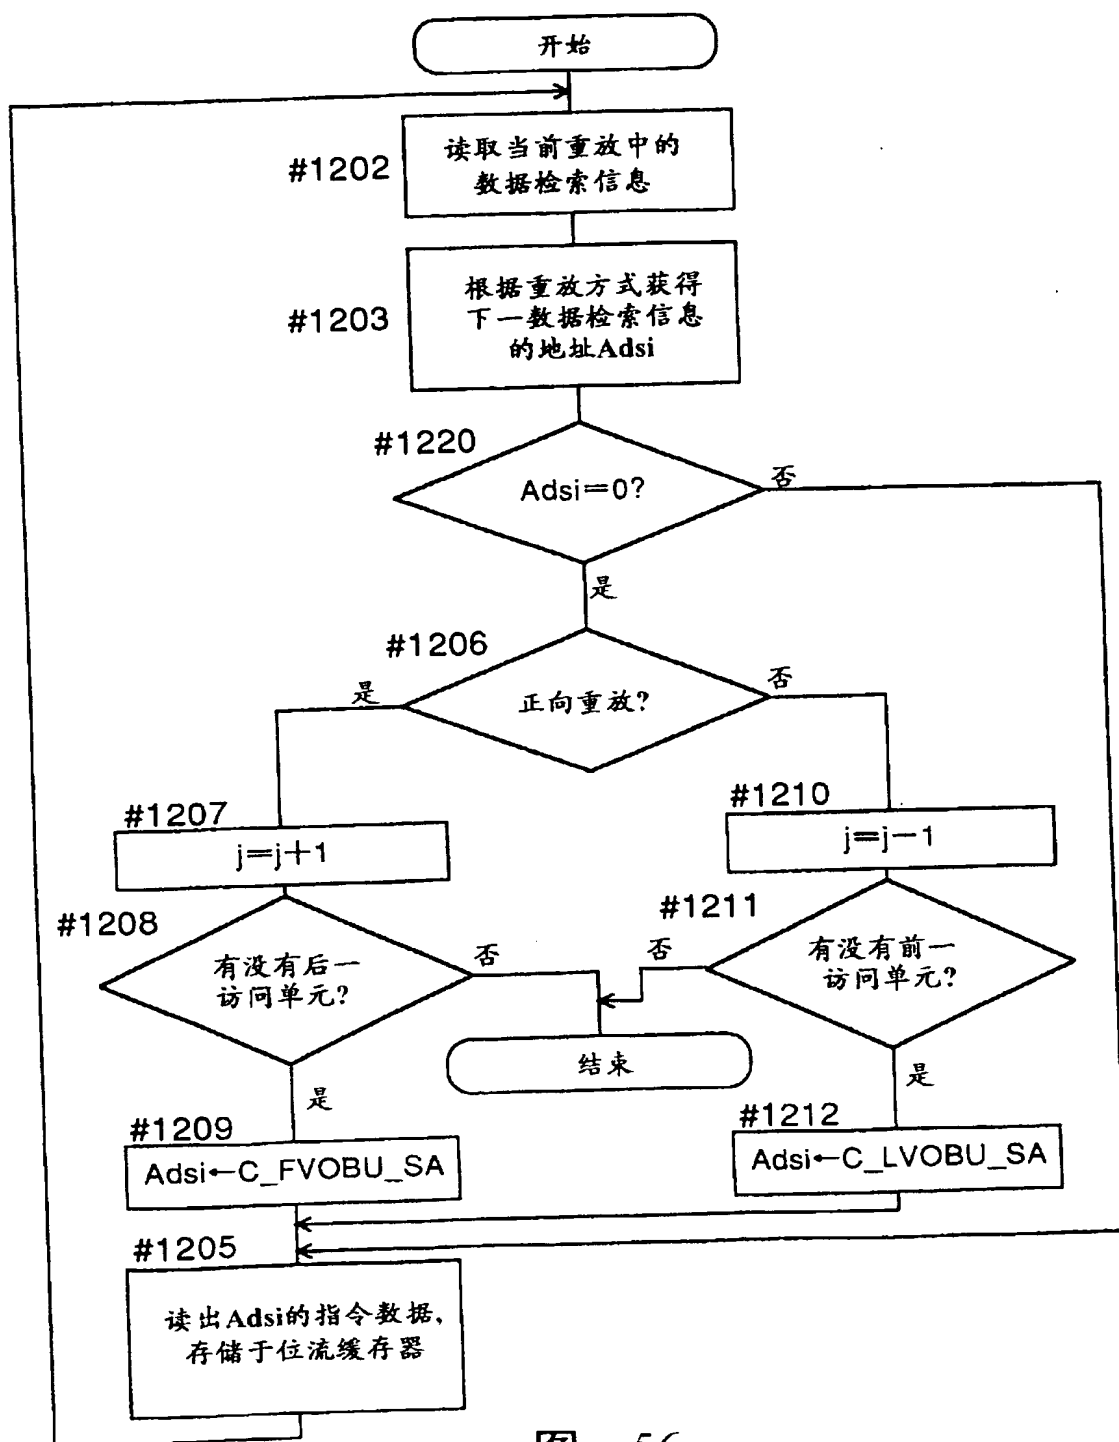 开始
#1202
读取当前重放中的
数据检索信息
#1203
根据重放方式获得
下一数据检索信息
的地址Adsi
#1220
Adsi=0?
否
是
#1206
正向重放?
是
否
#1207
j=j+1
#1210
j=j-1
#1208
有没有后一
访问单元?
否
#1211
有没有前一
访问单元?
否
结束
是
是
#1209
Adsi←C_FVOBU_SA
#1212
Adsi←C_LVOBU_SA
#1205
读出Adsi的指令数据,
存储于位流缓存器
图 56